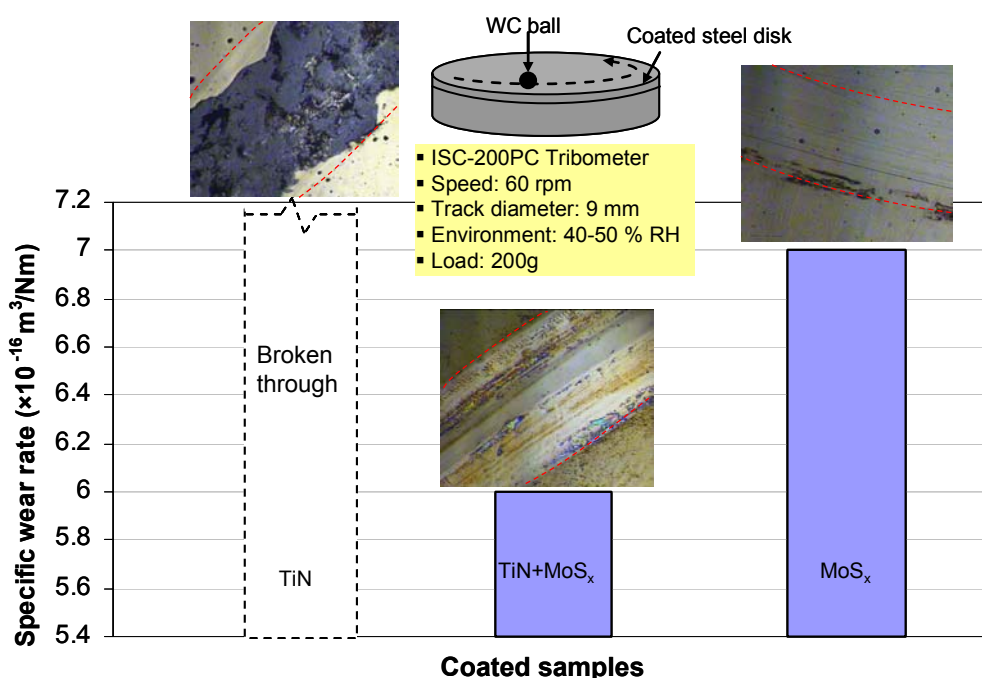 WC ball
Coated steel disk
▪ ISC-200PC Tribometer
▪ Speed: 60 rpm
▪ Track diameter: 9 mm
▪ Environment: 40-50 % RH
▪ Load: 200g
Specific wear rate (×10⁻¹⁶ m³/Nm)
7.2
7
6.8
6.6
6.4
6.2
6
5.8
5.6
5.4
Broken
through
TiN
TiN+MoSₓ
MoSₓ
Coated samples